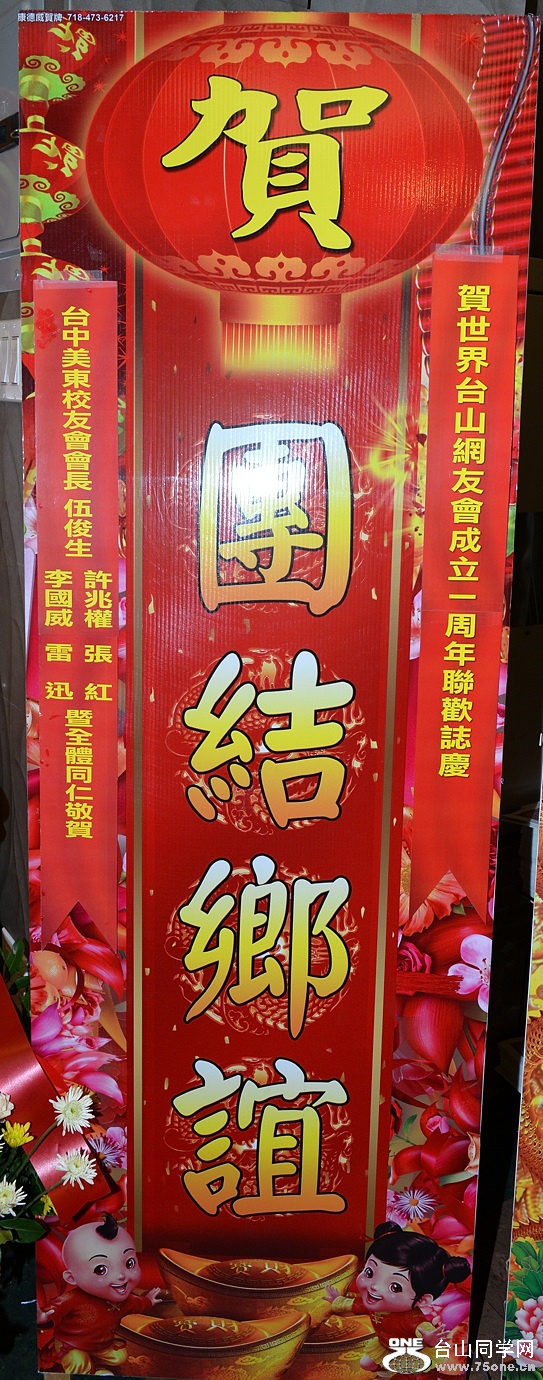 康德威賀牌 718-473-6217
賀
賀世界台山網友會成立一周年聯歡誌慶
團結鄉誼
台中美東校友會會長 伍俊生
許兆權 張紅
李國威 雷迅
暨全體同仁敬賀
ONE
台山同学网
www.75one.cn